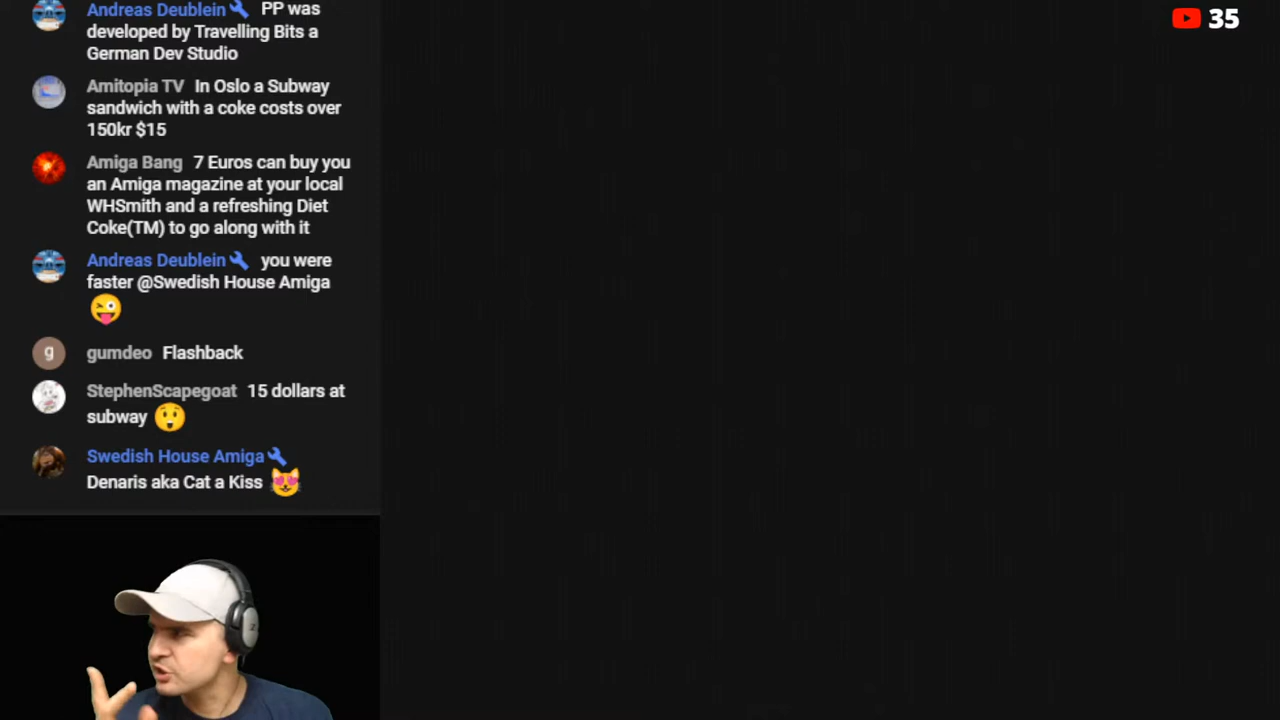 Andreas Deublein PP was
developed by Travelling Bits a
German Dev Studio
35
Amitopia TV In Oslo a Subway
sandwich with a coke costs over
150kr $15
Amiga Bang 7 Euros can buy you
an Amiga magazine at your local
WHSmith and a refreshing Diet
Coke(TM) to go along with it
Andreas Deublein you were
faster @Swedish House Amiga
😜
g gumdeo Flashback
StephenScapegoat 15 dollars at
subway 😲
Swedish House Amiga
Denaris aka Cat a Kiss 😻